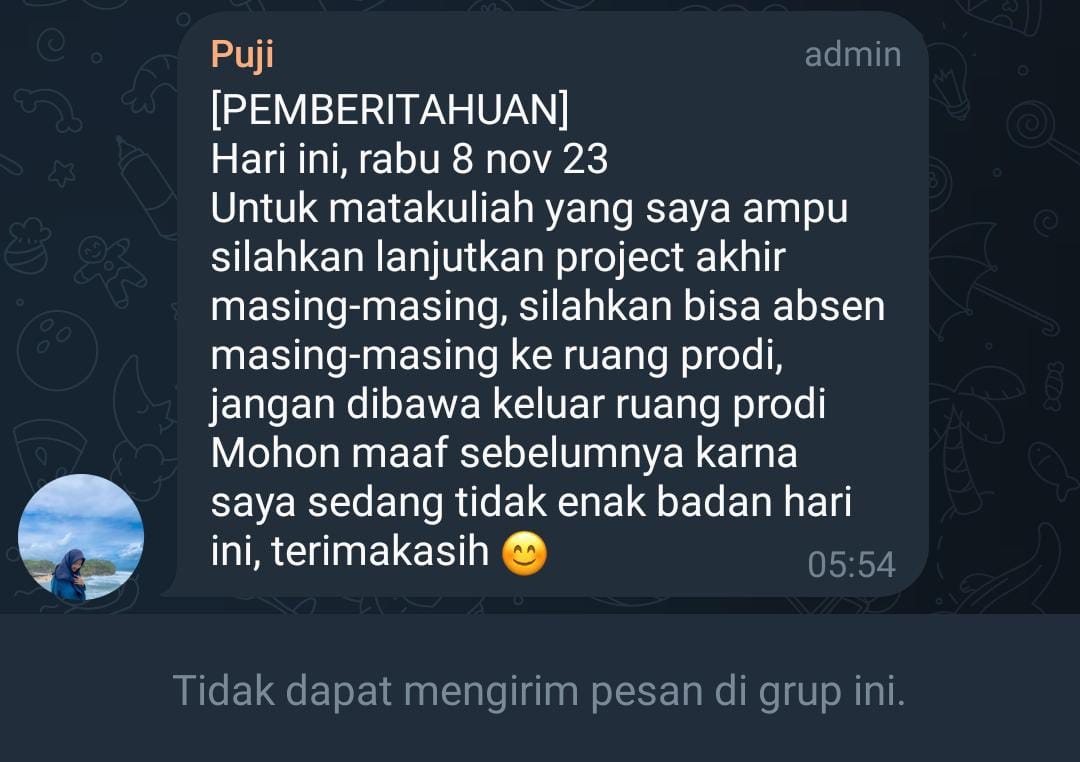 Puji admin
[PEMBERITAHUAN]
Hari ini, rabu 8 nov 23
Untuk matakuliah yang saya ampu
silahkan lanjutkan project akhir
masing-masing, silahkan bisa absen
masing-masing ke ruang prodi,
jangan dibawa keluar ruang prodi
Mohon maaf sebelumnya karna
saya sedang tidak enak badan hari
ini, terimakasih 😊
05:54
Tidak dapat mengirim pesan di grup ini.